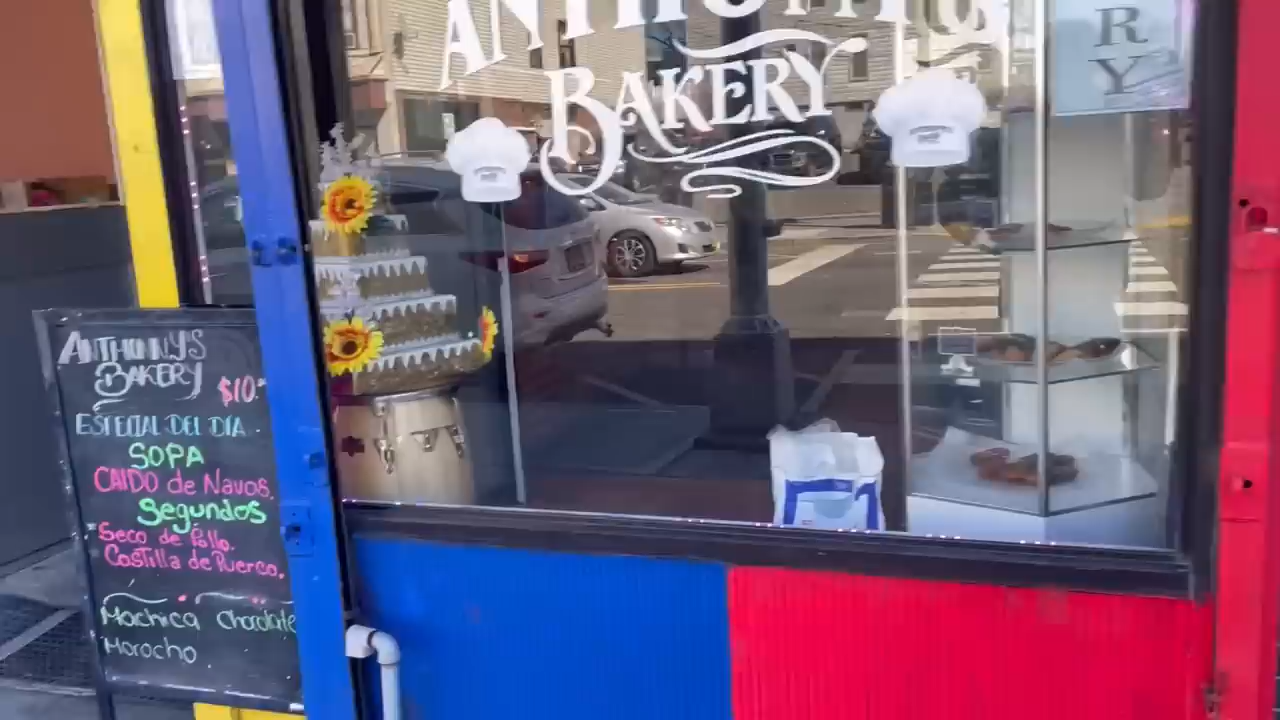 ANTHONY'S
BAKERY
R
Y
ANTHONNYS
BAKERY
$10.
ESPECIAL DEL DIA.
SOPA
CALDO de Navos.
Segundos
Seco de Pollo.
Costilla de Puerco.
Machica Chocolate
Morocho